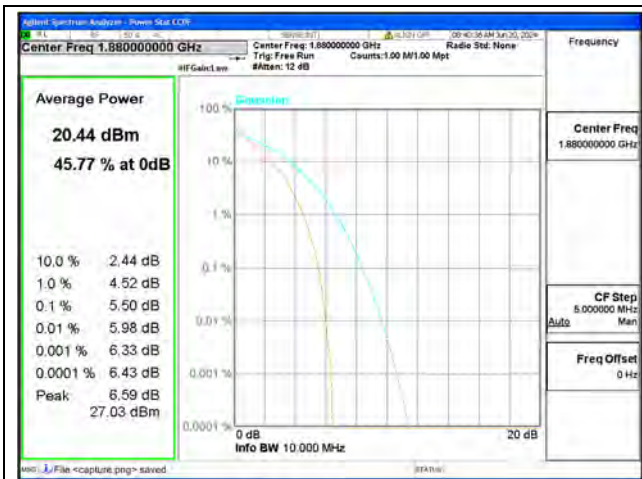 Agilent Spectrum Analyzer - Power Stat CCDF
SENSE:INT
ALIGN OFF
Center Freq 1.880000000 GHz
Center Freq: 1.880000000 GHz
Radio Std: None
Trig: Free Run
Counts:1.00 M/1.00 Mpt
#IFGain:Low
#Atten: 12 dB
Frequency
Average Power
20.44 dBm
45.77 % at 0dB
10.0 % 2.44 dB
1.0 % 4.52 dB
0.1 % 5.50 dB
0.01 % 5.98 dB
0.001 % 6.33 dB
0.0001 % 6.43 dB
Peak 6.59 dB
27.03 dBm
Gaussian
100 %
10 %
1 %
0.1 %
0.01 %
0.001 %
0.0001 %
0 dB
20 dB
Info BW 10.000 MHz
Center Freq
1.880000000 GHz
CF Step
5.000000 MHz
Auto Man
Freq Offset
0 Hz
MSG File <capture.png> saved
STATUS